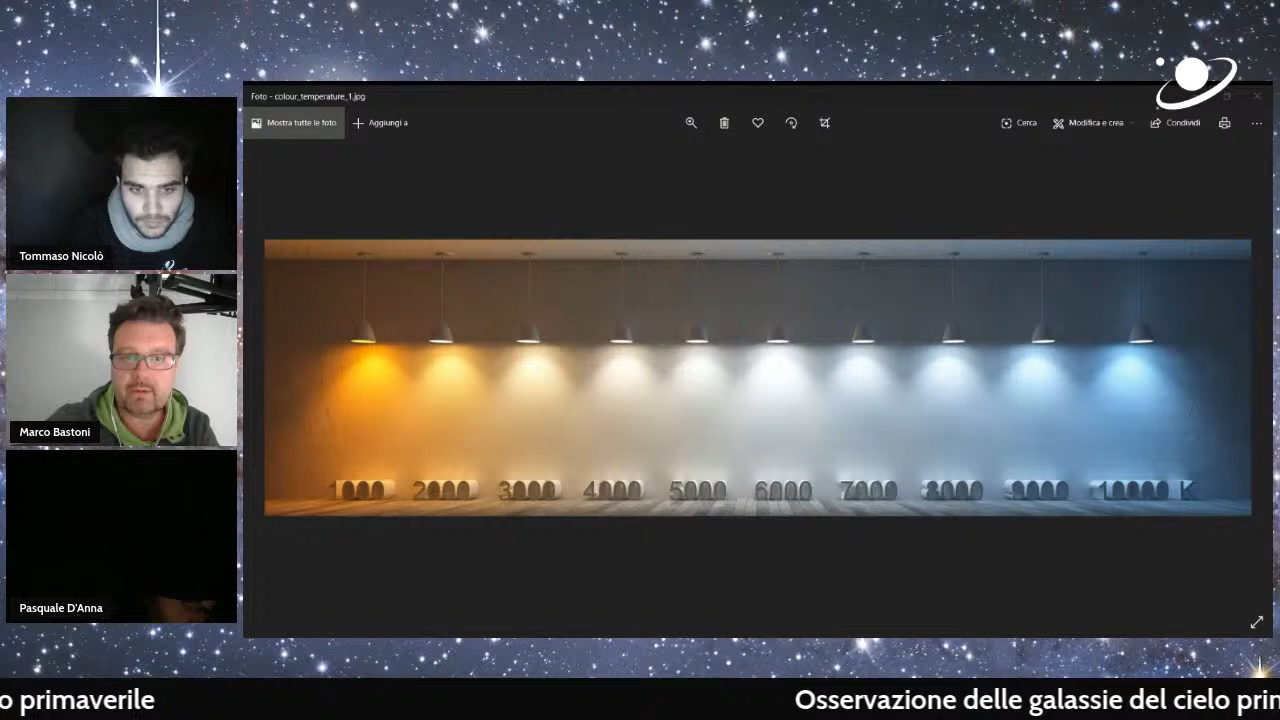 Foto - colour_temperature_1.jpg
Mostra tutte le foto
Aggiungi a
Cerca
Modifica e crea
Condividi
Tommaso Nicolò
Marco Bastoni
Pasquale D'Anna
1000 2000 3000 4000 5000 6000 7000 8000 9000 10000 K
o primaverile
Osservazione delle galassie del cielo prin